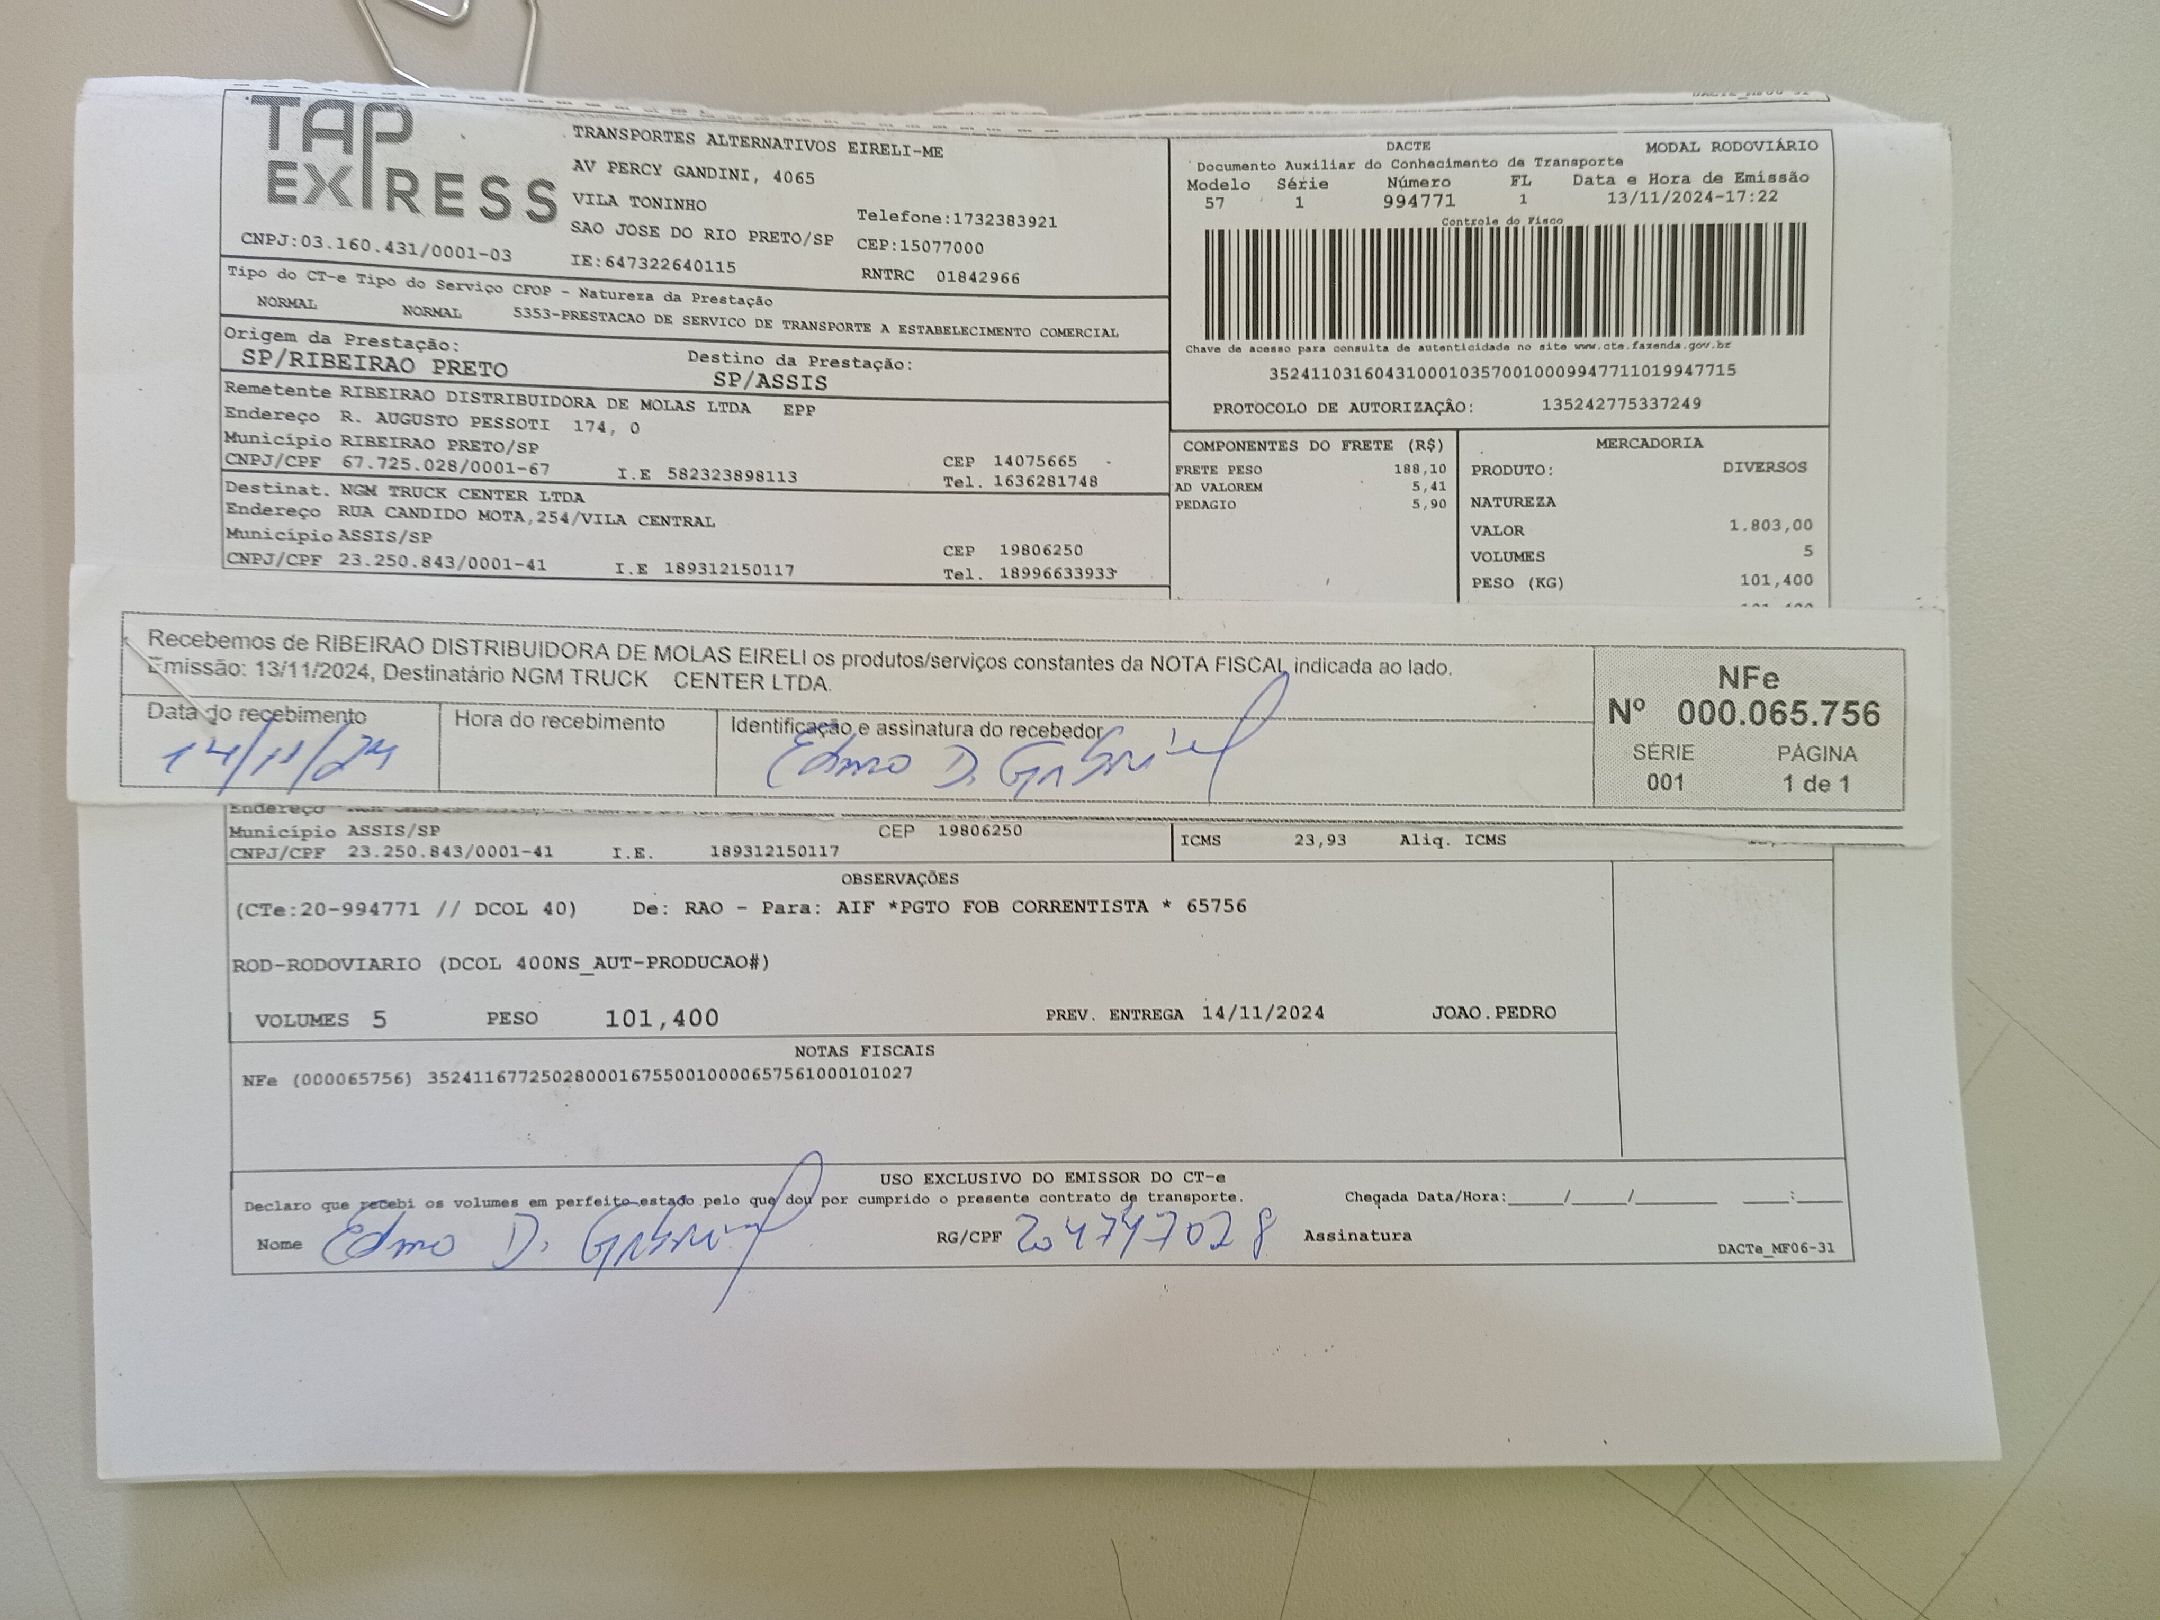 TAP
EXPRESS
TRANSPORTES ALTERNATIVOS EIRELI-ME
AV PERCY GANDINI, 4065
VILA TONINHO
SAO JOSE DO RIO PRETO/SP
IE:647322640115
Telefone:1732383921
CEP:15077000
RNTRC 01842966
CNPJ:03.160.431/0001-03
Tipo do CT-e Tipo do Serviço CFOP - Natureza da Prestação
NORMAL NORMAL 5353-PRESTACAO DE SERVICO DE TRANSPORTE A ESTABELECIMENTO COMERCIAL
Origem da Prestação: Destino da Prestação:
SP/RIBEIRAO PRETO SP/ASSIS
Remetente RIBEIRAO DISTRIBUIDORA DE MOLAS LTDA EPP
Endereço R. AUGUSTO PESSOTI 174, 0
Município RIBEIRAO PRETO/SP CEP 14075665
CNPJ/CPF 67.725.028/0001-67 I.E 582323898113 Tel. 1636281748
Destinat. NGM TRUCK CENTER LTDA
Endereço RUA CANDIDO MOTA,254/VILA CENTRAL
Município ASSIS/SP CEP 19806250
CNPJ/CPF 23.250.843/0001-41 I.E 189312150117 Tel. 18996633933
DACTE MODAL RODOVIÁRIO
Documento Auxiliar do Conhecimento de Transporte
Modelo Série Número FL Data e Hora de Emissão
57 1 994771 1 13/11/2024-17:22
Controle do Fisco
Chave de acesso para consulta de autenticidade no site www.cte.fazenda.gov.br
35241103160431000103570010009947711019947715
PROTOCOLO DE AUTORIZAÇÃO: 135242775337249
COMPONENTES DO FRETE (R$)
FRETE PESO 188,10
AD VALOREM 5,41
PEDAGIO 5,90
MERCADORIA
PRODUTO: DIVERSOS
NATUREZA
VALOR 1.803,00
VOLUMES 5
PESO (KG) 101,400
Recebemos de RIBEIRAO DISTRIBUIDORA DE MOLAS EIRELI os produtos/serviços constantes da NOTA FISCAL indicada ao lado.
Emissão: 13/11/2024, Destinatário NGM TRUCK CENTER LTDA.
Data do recebimento Hora do recebimento Identificação e assinatura do recebedor
14/11/24 Edmo D. Gabriel
NFe
Nº 000.065.756
SÉRIE PÁGINA
001 1 de 1
Endereço
Município ASSIS/SP CEP 19806250
CNPJ/CPF 23.250.843/0001-41 I.E. 189312150117
ICMS 23,93 Aliq. ICMS
OBSERVAÇÕES
(CTe:20-994771 // DCOL 40) De: RAO - Para: AIF *PGTO FOB CORRENTISTA * 65756
ROD-RODOVIARIO (DCOL 400NS_AUT-PRODUCAO#)
VOLUMES 5 PESO 101,400 PREV. ENTREGA 14/11/2024 JOAO.PEDRO
NOTAS FISCAIS
NFe (000065756) 35241167725028000167550010000657561000101027
USO EXCLUSIVO DO EMISSOR DO CT-e
Declaro que recebi os volumes em perfeito estado pelo que dou por cumprido o presente contrato de transporte. Chegada Data/Hora:_____/_____/_______ ____:____
Nome Edmo D. Gabriel RG/CPF 204747028 Assinatura
DACTe_MF06-31